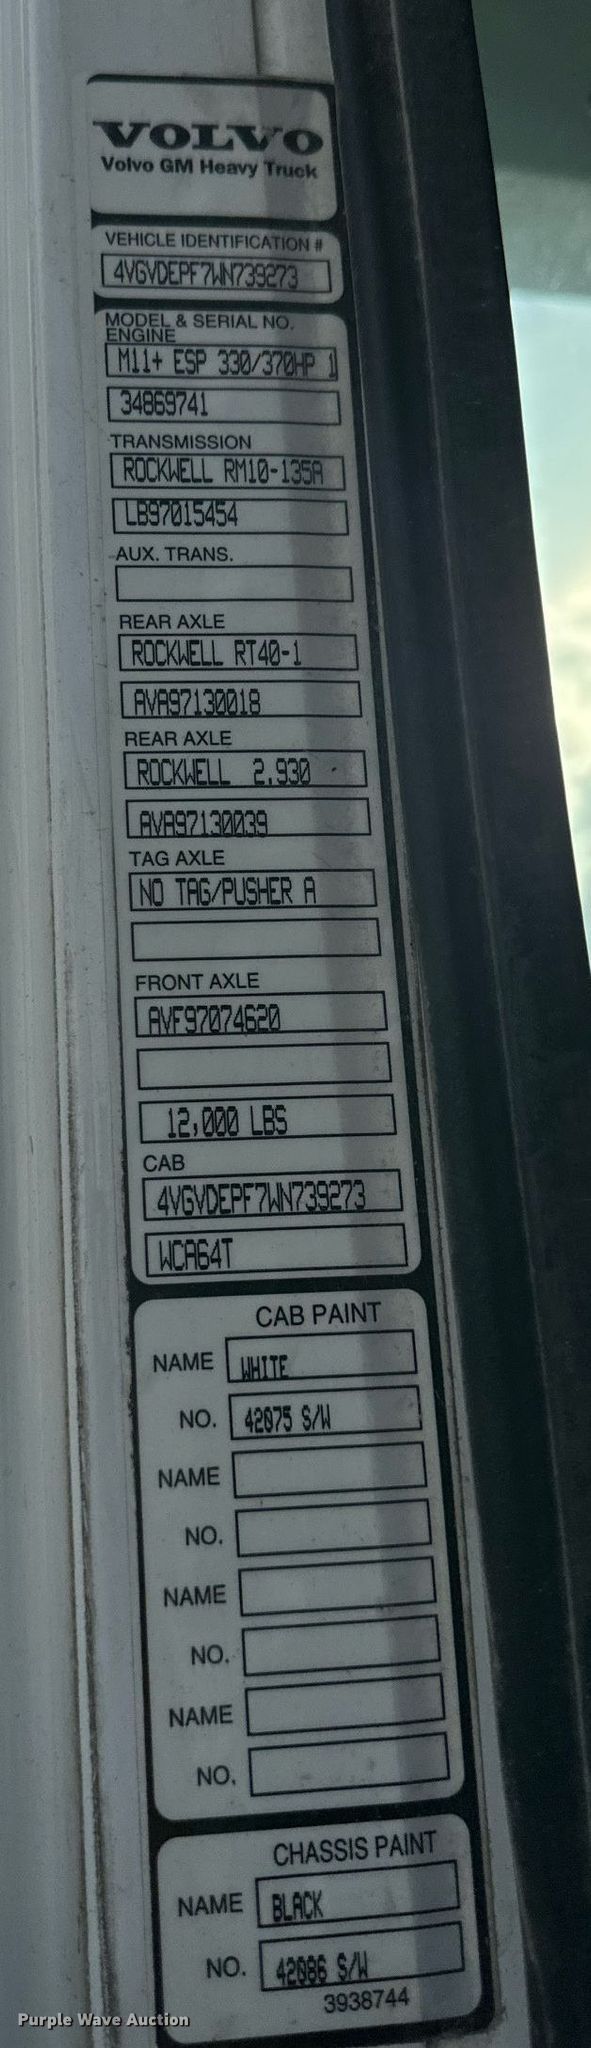 VOLVO
Volvo GM Heavy Truck
VEHICLE IDENTIFICATION #
4VGVDEPF7WN739273
MODEL & SERIAL NO.
ENGINE
M11+ ESP 330/370HP 1
34869741
TRANSMISSION
ROCKWELL RM10-135A
LB97015454
AUX. TRANS.
REAR AXLE
ROCKWELL RT40-1
AVA97130018
REAR AXLE
ROCKWELL 2.930
AVA97130039
TAG AXLE
NO TAG/PUSHER A
FRONT AXLE
AVF97074620
12,000 LBS
CAB
4VGVDEPF7WN739273
WCA64T
CAB PAINT
NAME WHITE
NO. 42075 S/W
NAME
NO.
NAME
NO.
NAME
NO.
CHASSIS PAINT
NAME BLACK
NO. 42086 S/W
3938744
Purple Wave Auction